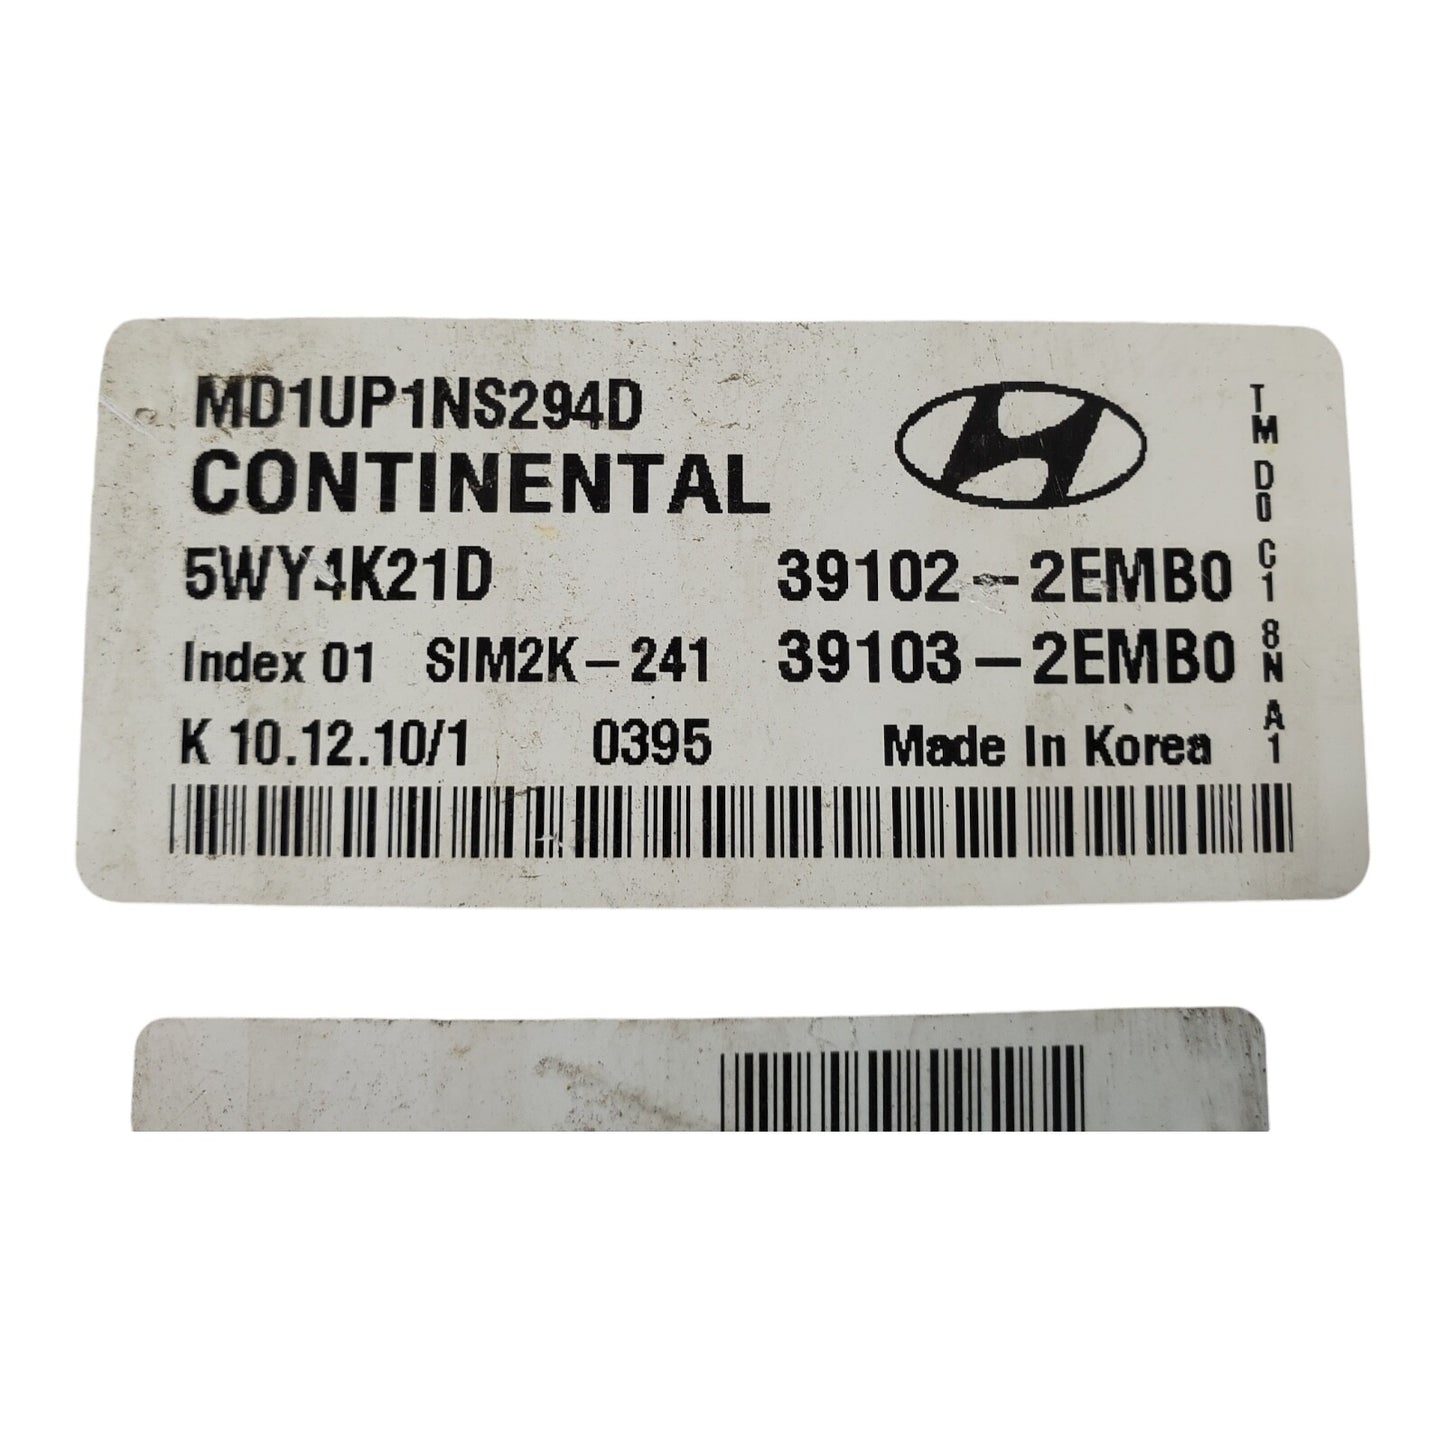 MD1UP1NS294D
CONTINENTAL
5WY4K21D 39102-2EMB0
Index 01 SIM2K-241 39103-2EMB0
K 10.12.10/1 0395 Made In Korea
TM D0 C1 8N A1